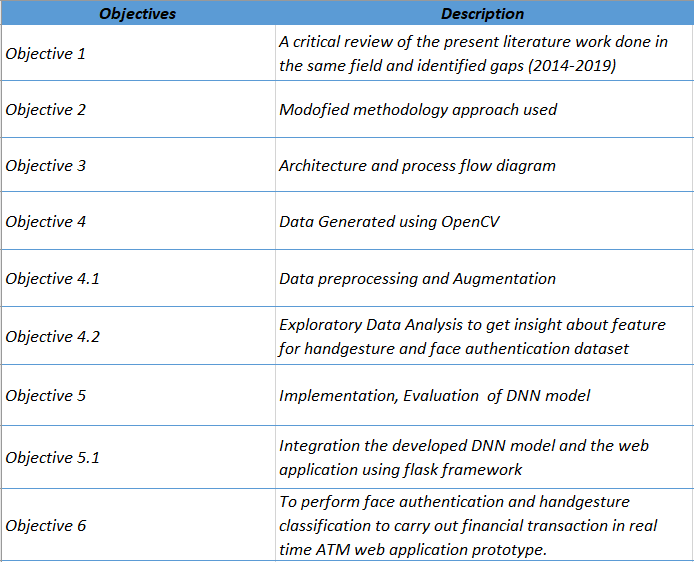 Objectives Description
Objective 1
A critical review of the present literature work done in
the same field and identified gaps (2014-2019)
Objective 2
Modofied methodology approach used
Objective 3
Architecture and process flow diagram
Objective 4
Data Generated using OpenCV
Objective 4.1
Data preprocessing and Augmentation
Objective 4.2
Exploratory Data Analysis to get insight about feature
for handgesture and face authentication dataset
Objective 5
Implementation, Evaluation of DNN model
Objective 5.1
Integration the developed DNN model and the web
application using flask framework
Objective 6
To perform face authentication and handgesture
classification to carry out financial transaction in real
time ATM web application prototype.